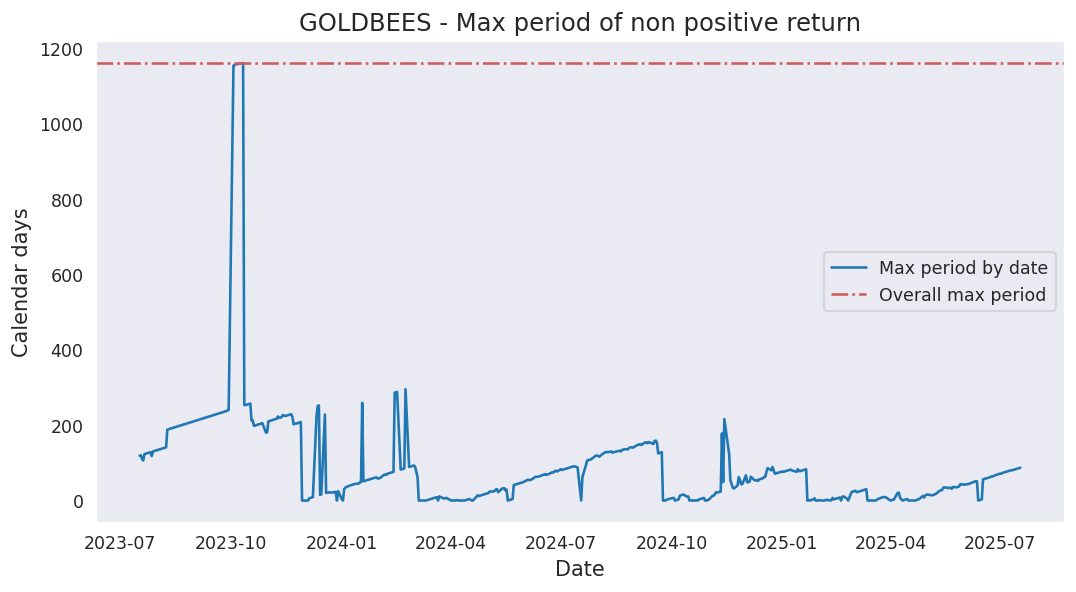 GOLDBEES - Max period of non positive return
Calendar days
1200
1000
800
600
400
200
0
Max period by date
Overall max period
2023-07 2023-10 2024-01 2024-04 2024-07 2024-10 2025-01 2025-04 2025-07
Date